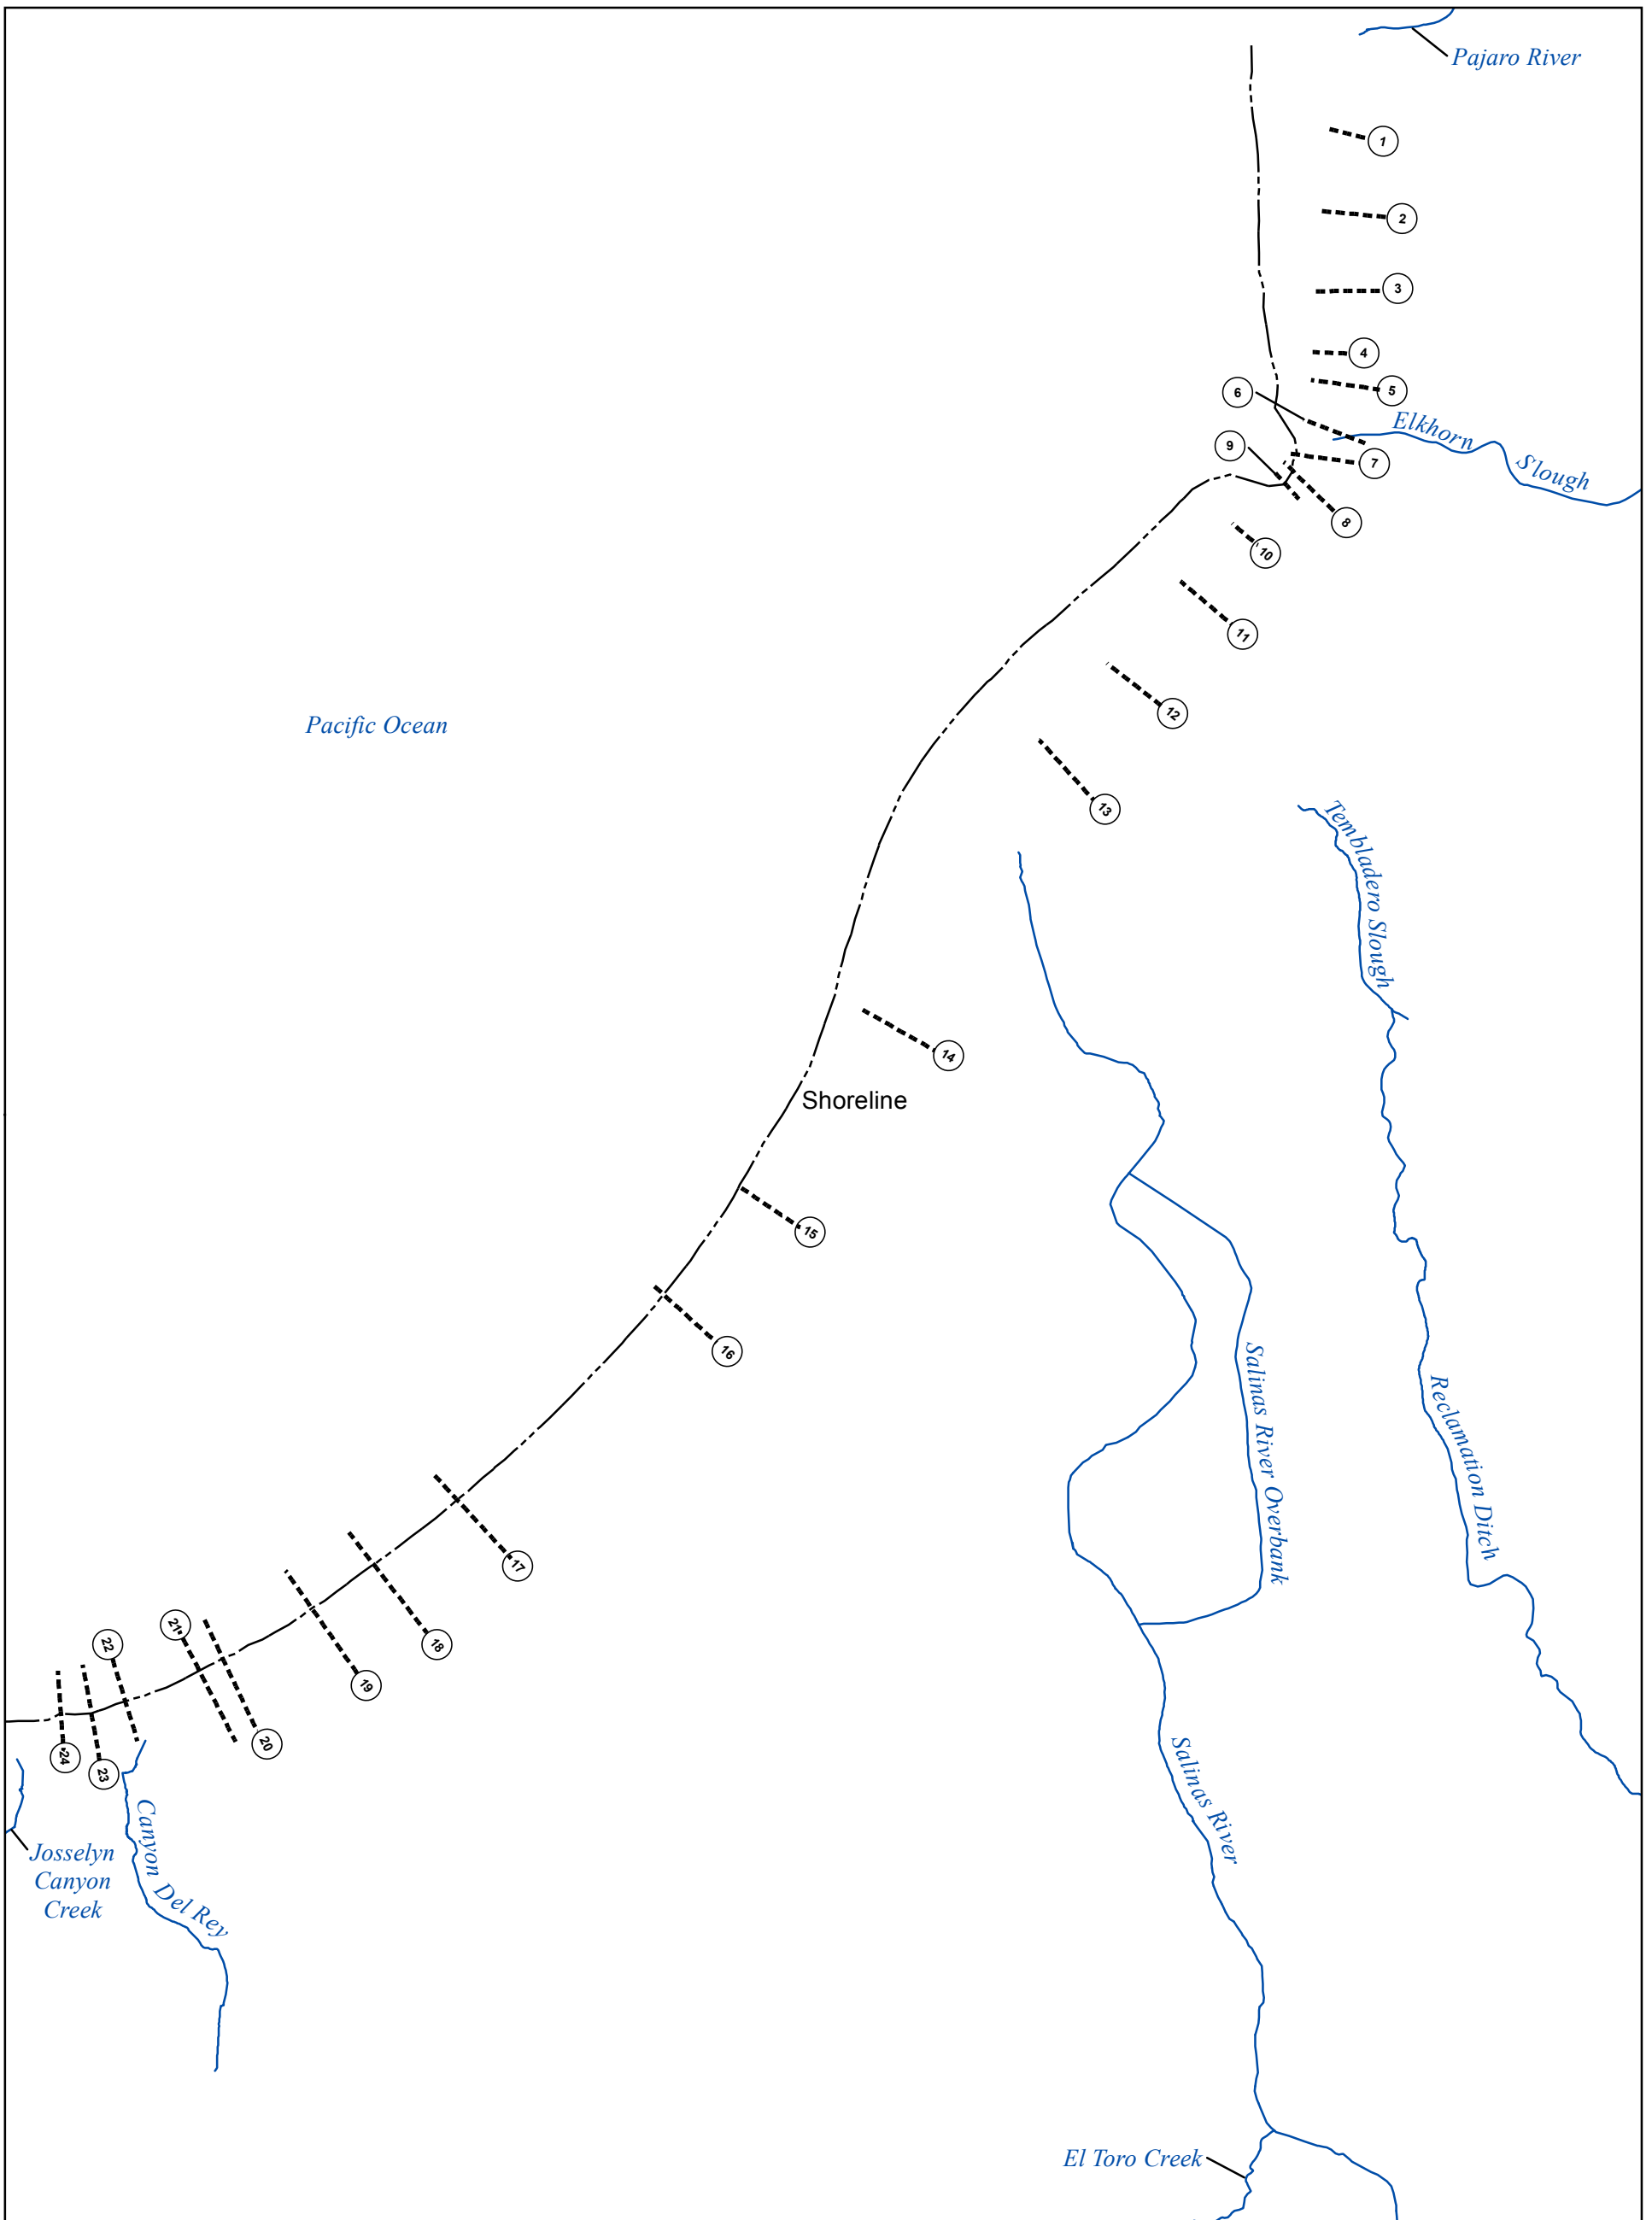 Pajaro River
1
2
3
4
5
6
Elkhorn
Slough
9
7
8
10
11
12
Pacific Ocean
13
Tembladero Slough
14
Shoreline
15
16
Salinas River Overbank
Reclamation Ditch
17
18
19
21
22
20
24
23
Salinas River
Canyon Del Rey
Josselyn
Canyon
Creek
El Toro Creek